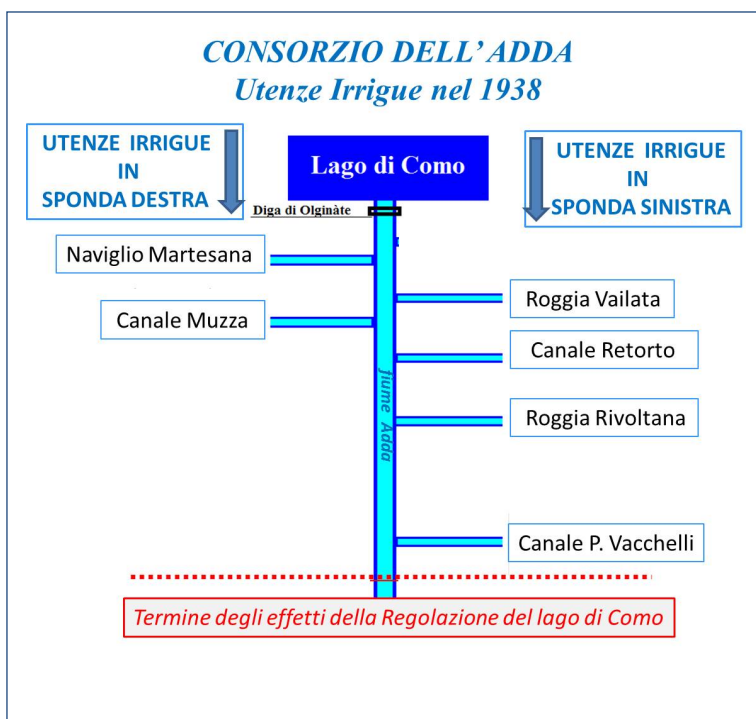 CONSORZIO DELL'ADDA
Utenze Irrigue nel 1938
UTENZE IRRIGUE
IN
SPONDA DESTRA
Lago di Como
UTENZE IRRIGUE
IN
SPONDA SINISTRA
Diga di Olginàte
Naviglio Martesana
Roggia Vailata
Canale Muzza
Canale Retorto
fiume Adda
Roggia Rivoltana
Canale P. Vacchelli
Termine degli effetti della Regolazione del lago di Como